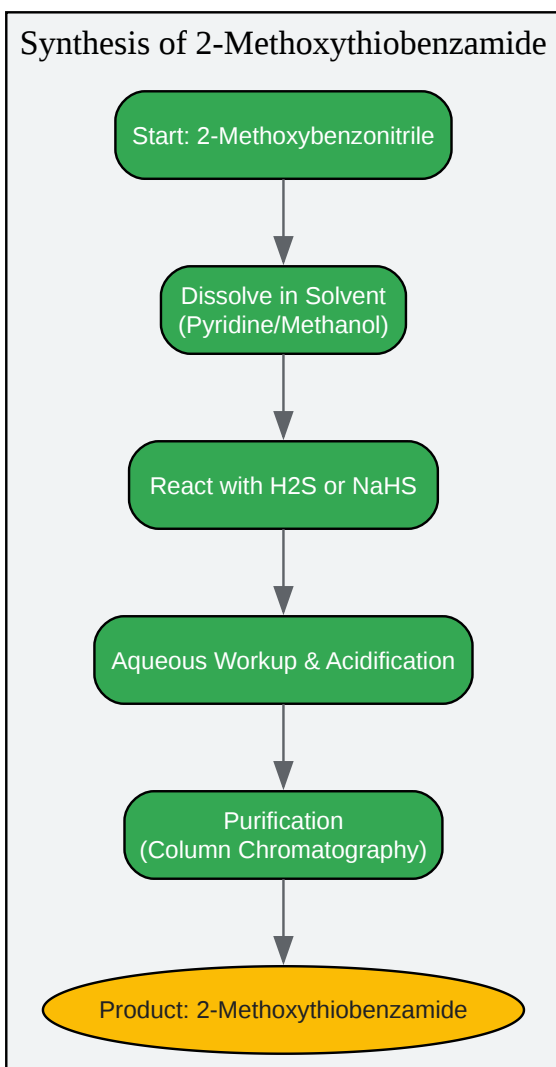 Synthesis of 2-Methoxythiobenzamide
Start: 2-Methoxybenzonitrile
Dissolve in Solvent
(Pyridine/Methanol)
React with H2S or NaHS
Aqueous Workup & Acidification
Purification
(Column Chromatography)
Product: 2-Methoxythiobenzamide